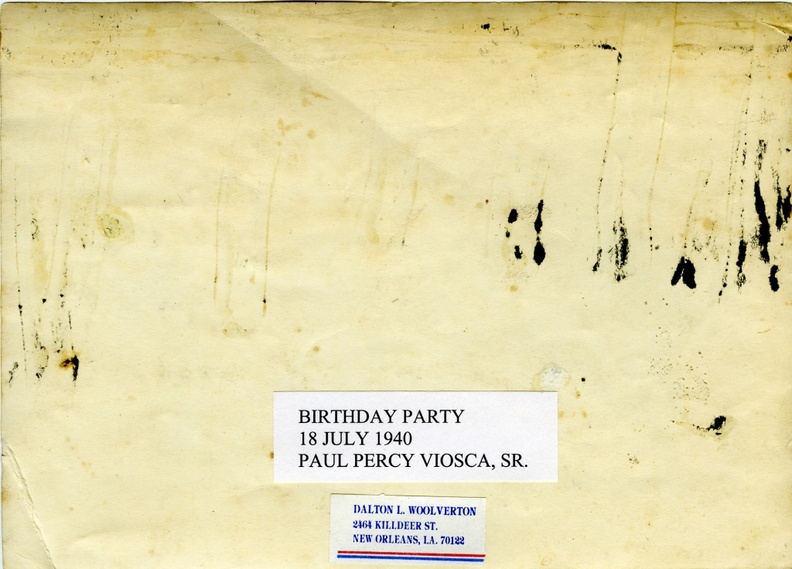 BIRTHDAY PARTY
18 JULY 1940
PAUL PERCY VIOSCA, SR.
DALTON L. WOOLVERTON
2464 KILLDEER ST.
NEW ORLEANS, LA. 70122